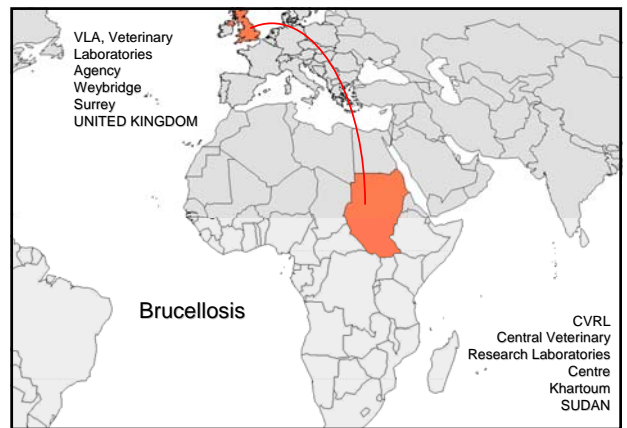 VLA, Veterinary
Laboratories
Agency
Weybridge
Surrey
UNITED KINGDOM
Brucellosis
CVRL
Central Veterinary
Research Laboratories
Centre
Khartoum
SUDAN